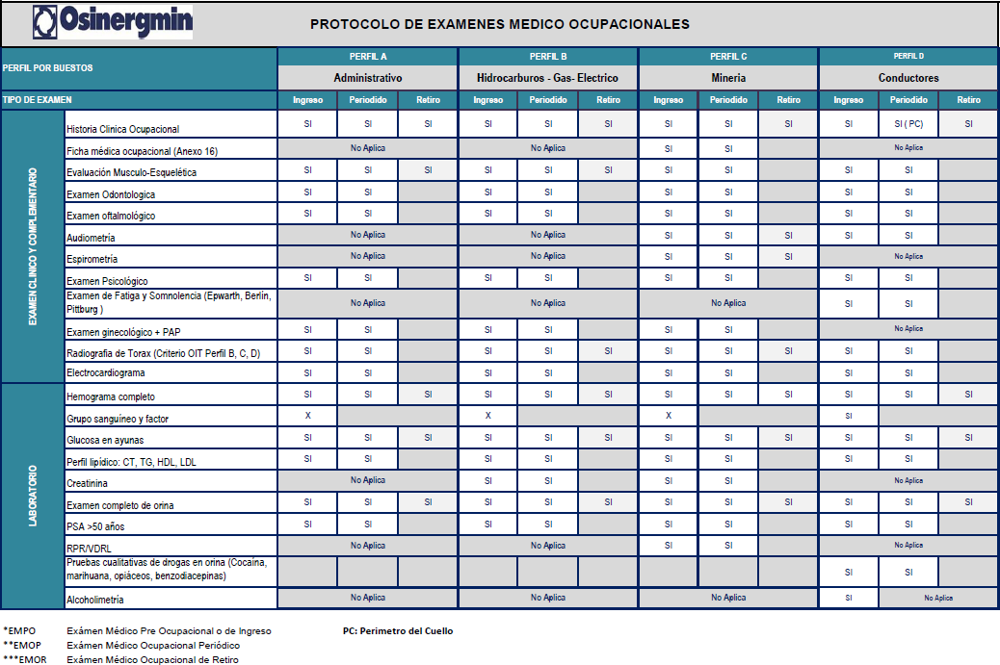 Osinergmin
PROTOCOLO DE EXAMENES MEDICO OCUPACIONALES
PERFIL POR BUESTOS PERFIL A PERFIL B PERFIL C PERFIL D
Administrativo Hidrocarburos - Gas- Electrico Mineria Conductores
TIPO DE EXAMEN Ingreso Periodido Retiro Ingreso Periodido Retiro Ingreso Periodido Retiro Ingreso Periodido Retiro
EXAMEN CLINICO Y COMPLEMENTARIO
Historia Clinica Ocupacional SI SI SI SI SI SI SI SI SI SI SI ( PC) SI
Ficha médica ocupacional (Anexo 16) No Aplica No Aplica SI SI No Aplica
Evaluación Musculo-Esquelética SI SI SI SI SI SI SI SI SI SI
Examen Odontologica SI SI SI SI SI SI SI SI
Examen oftalmológico SI SI SI SI SI SI SI SI
Audiometría No Aplica No Aplica SI SI SI SI SI
Espirometría No Aplica No Aplica SI SI SI No Aplica
Examen Psicológico SI SI SI SI SI SI SI SI
Examen de Fatiga y Somnolencia (Epwarth, Berlín,
Pittburg ) No Aplica No Aplica No Aplica SI SI
Examen ginecológico + PAP SI SI SI SI SI SI No Aplica
Radiografia de Torax (Criterio OIT Perfil B, C, D) SI SI SI SI SI SI SI SI SI SI
Electrocardiograma SI SI SI SI SI SI SI SI
LABORATORIO
Hemograma completo SI SI SI SI SI SI SI SI SI SI SI SI
Grupo sanguíneo y factor X X X SI
Glucosa en ayunas SI SI SI SI SI SI SI SI SI SI SI SI
Perfil lipídico: CT, TG, HDL, LDL SI SI SI SI SI SI SI SI
Creatinina No Aplica SI SI SI SI No Aplica
Examen completo de orina SI SI SI SI SI SI SI SI SI SI SI SI
PSA >50 años SI SI SI SI SI SI SI SI
RPR/VDRL No Aplica No Aplica SI SI No Aplica
Pruebas cualitativas de drogas en orina (Cocaína,
marihuana, opiáceos, benzodiacepinas) SI SI
Alcoholimetría No Aplica No Aplica No Aplica SI No Aplica
*EMPO Exámen Médico Pre Ocupacional o de Ingreso PC: Perimetro del Cuello
**EMOP Exámen Médico Ocupacional Periódico
***EMOR Exámen Médico Ocupacional de Retiro